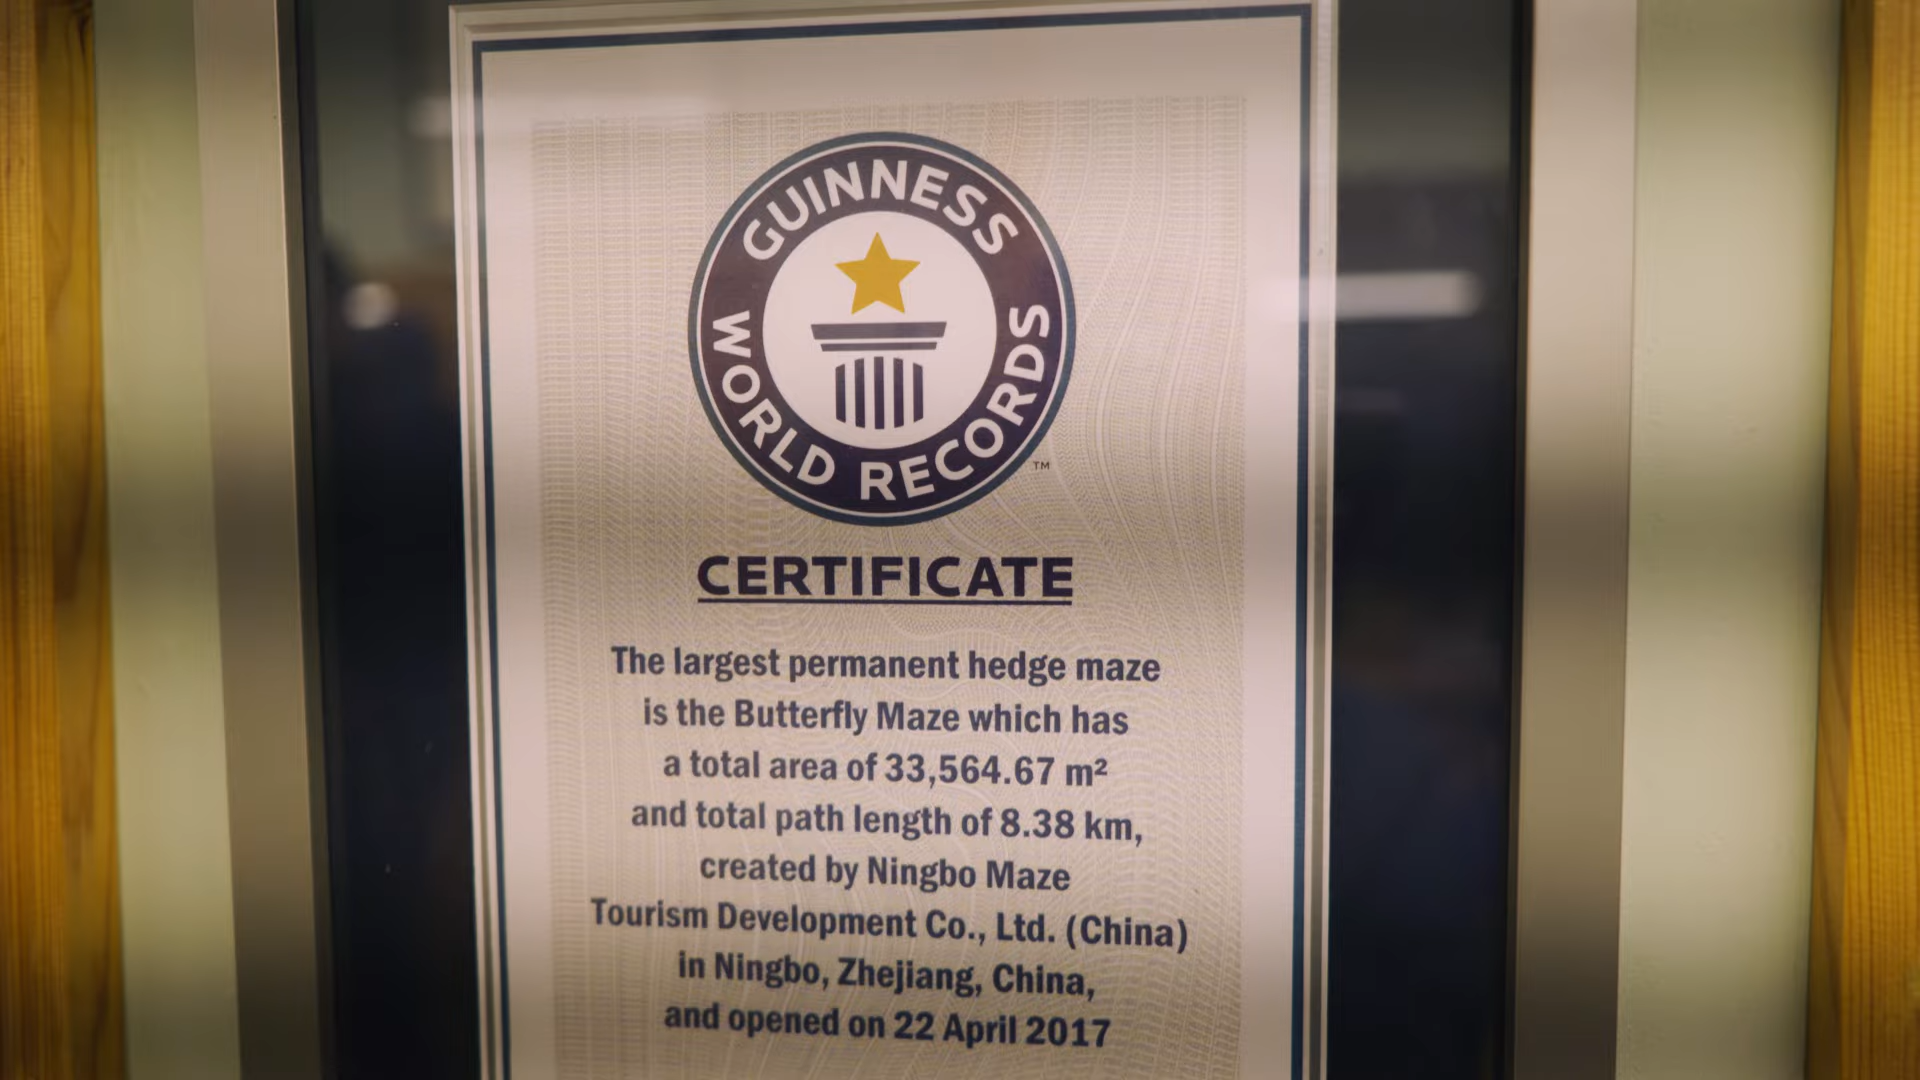 GUINNESS
WORLD RECORDS
TM
CERTIFICATE
The largest permanent hedge maze
is the Butterfly Maze which has
a total area of 33,564.67 m²
and total path length of 8.38 km,
created by Ningbo Maze
Tourism Development Co., Ltd. (China)
in Ningbo, Zhejiang, China,
and opened on 22 April 2017